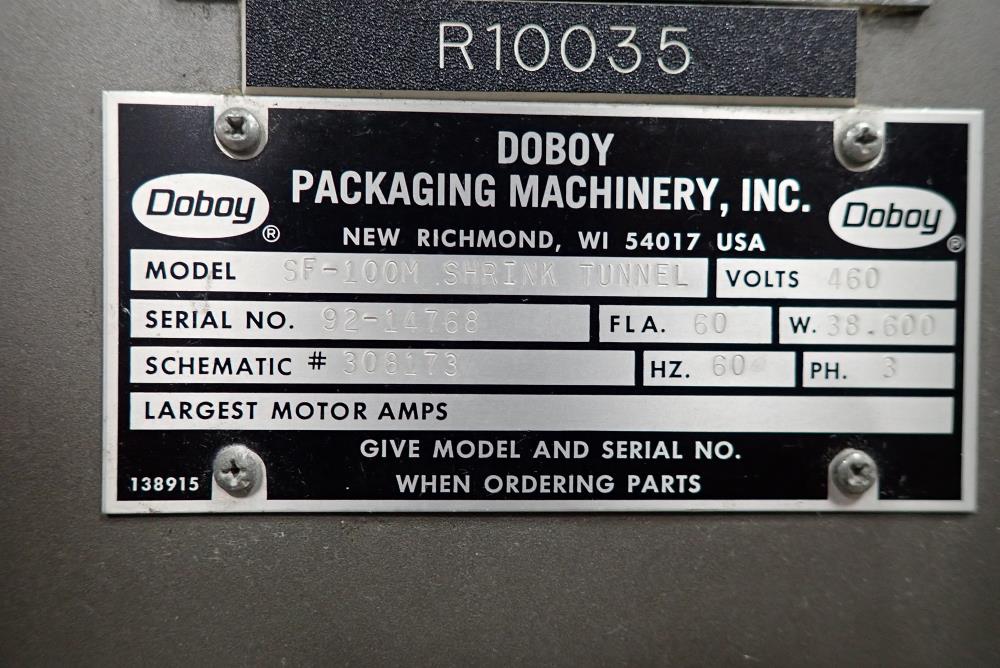 R10035
DOBOY
PACKAGING MACHINERY, INC.
Doboy ® Doboy ®
NEW RICHMOND, WI 54017 USA
MODEL SF-100M SHRINK TUNNEL VOLTS 460
SERIAL NO. 92-14768 FLA. 60 W. 38.600
SCHEMATIC # 308173 HZ. 60 PH. 3
LARGEST MOTOR AMPS
GIVE MODEL AND SERIAL NO.
138915 WHEN ORDERING PARTS